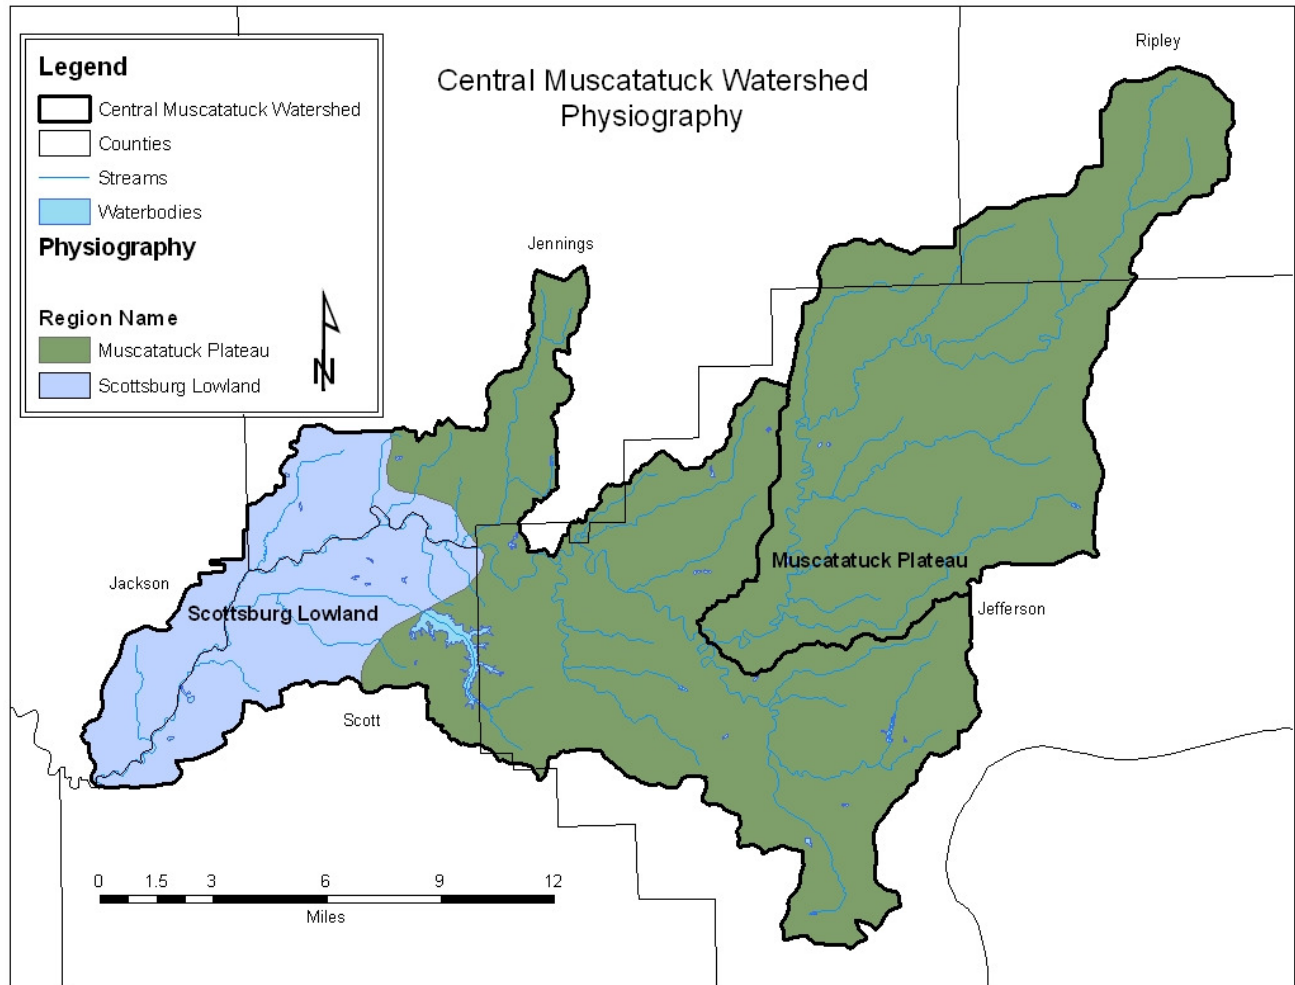 Central Muscatatuck Watershed
Physiography
Legend
Central Muscatatuck Watershed
Counties
Streams
Waterbodies
Physiography
Region Name
Muscatatuck Plateau
Scottsburg Lowland
N
Ripley
Jennings
Jackson
Scottsburg Lowland
Muscatatuck Plateau
Jefferson
Scott
0 1.5 3 6 9 12
Miles